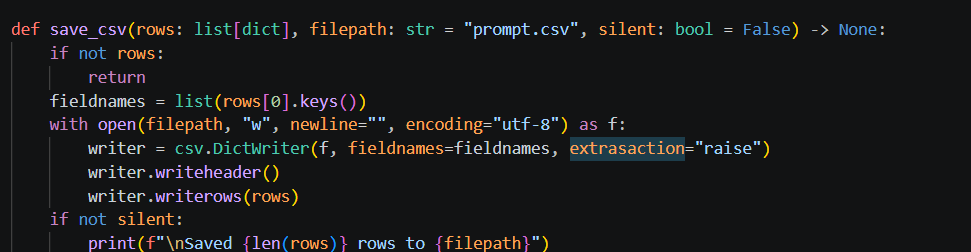 def save_csv(rows: list[dict], filepath: str = "prompt.csv", silent: bool = False) -> None:
    if not rows:
        return
    fieldnames = list(rows[0].keys())
    with open(filepath, "w", newline="", encoding="utf-8") as f:
        writer = csv.DictWriter(f, fieldnames=fieldnames, extrasaction="raise")
        writer.writeheader()
        writer.writerows(rows)
    if not silent:
        print(f"\nSaved {len(rows)} rows to {filepath}")